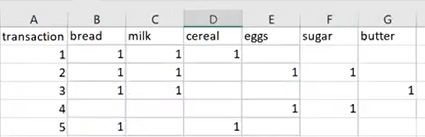 A B C D E F G
transaction bread milk cereal eggs sugar butter
1 1 1 1
2 1 1 1 1
3 1 1 1
4 1 1
5 1 1